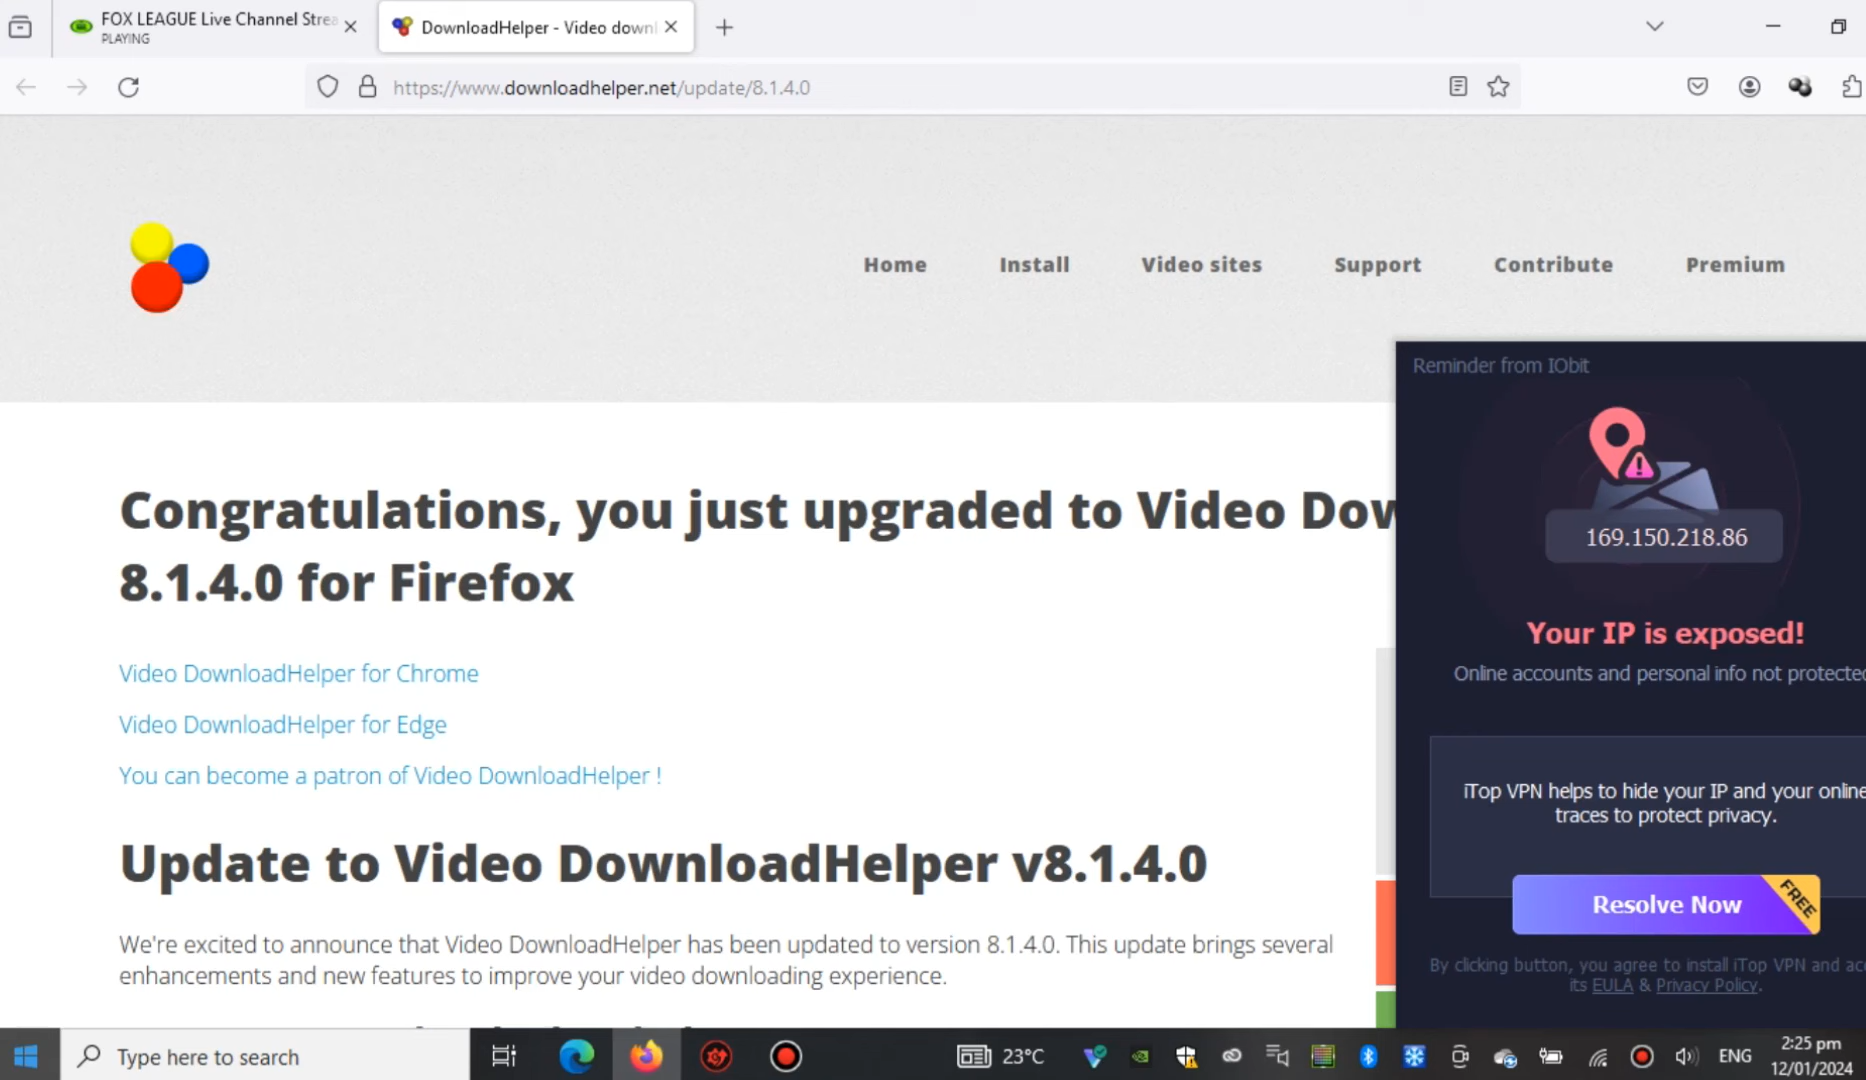 FOX LEAGUE Live Channel Strea
PLAYING
DownloadHelper - Video downl
https://www.downloadhelper.net/update/8.1.4.0
Home Install Video sites Support Contribute Premium
Congratulations, you just upgraded to Video Dow
8.1.4.0 for Firefox
Video DownloadHelper for Chrome
Video DownloadHelper for Edge
You can become a patron of Video DownloadHelper !
Update to Video DownloadHelper v8.1.4.0
We're excited to announce that Video DownloadHelper has been updated to version 8.1.4.0. This update brings several
enhancements and new features to improve your video downloading experience.
Reminder from IObit
169.150.218.86
Your IP is exposed!
Online accounts and personal info not protected
iTop VPN helps to hide your IP and your online
traces to protect privacy.
Resolve Now
FREE
By clicking button, you agree to install iTop VPN and acc
its EULA & Privacy Policy.
Type here to search
23°C
ENG
2:25 pm
12/01/2024